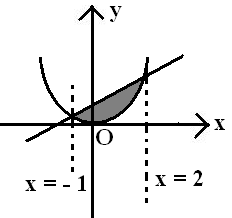 y
x
O
x = - 1
x = 2